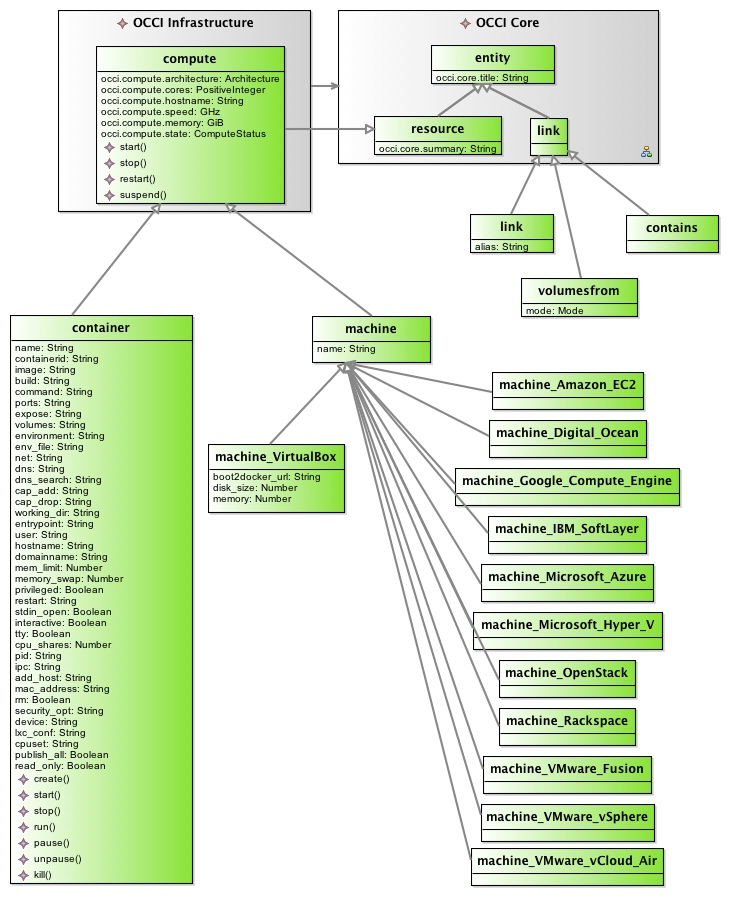 OCCI Infrastructure
compute
occi.compute.architecture: Architecture
occi.compute.cores: PositiveInteger
occi.compute.hostname: String
occi.compute.speed: GHz
occi.compute.memory: GiB
occi.compute.state: ComputeStatus
start()
stop()
restart()
suspend()
OCCI Core
entity
occi.core.title: String
resource
occi.core.summary: String
link
link
alias: String
contains
volumesfrom
mode: Mode
container
name: String
containerid: String
image: String
build: String
command: String
ports: String
expose: String
volumes: String
environment: String
env_file: String
net: String
dns: String
dns_search: String
cap_add: String
cap_drop: String
working_dir: String
entrypoint: String
user: String
hostname: String
domainname: String
mem_limit: Number
memory_swap: Number
privileged: Boolean
restart: String
stdin_open: Boolean
interactive: Boolean
tty: Boolean
cpu_shares: Number
pid: String
ipc: String
add_host: String
mac_address: String
rm: Boolean
security_opt: String
device: String
lxc_conf: String
cpuset: String
publish_all: Boolean
read_only: Boolean
create()
start()
stop()
run()
pause()
unpause()
kill()
machine
name: String
machine_VirtualBox
boot2docker_url: String
disk_size: Number
memory: Number
machine_Amazon_EC2
machine_Digital_Ocean
machine_Google_Compute_Engine
machine_IBM_SoftLayer
machine_Microsoft_Azure
machine_Microsoft_Hyper_V
machine_OpenStack
machine_Rackspace
machine_VMware_Fusion
machine_VMware_vSphere
machine_VMware_vCloud_Air